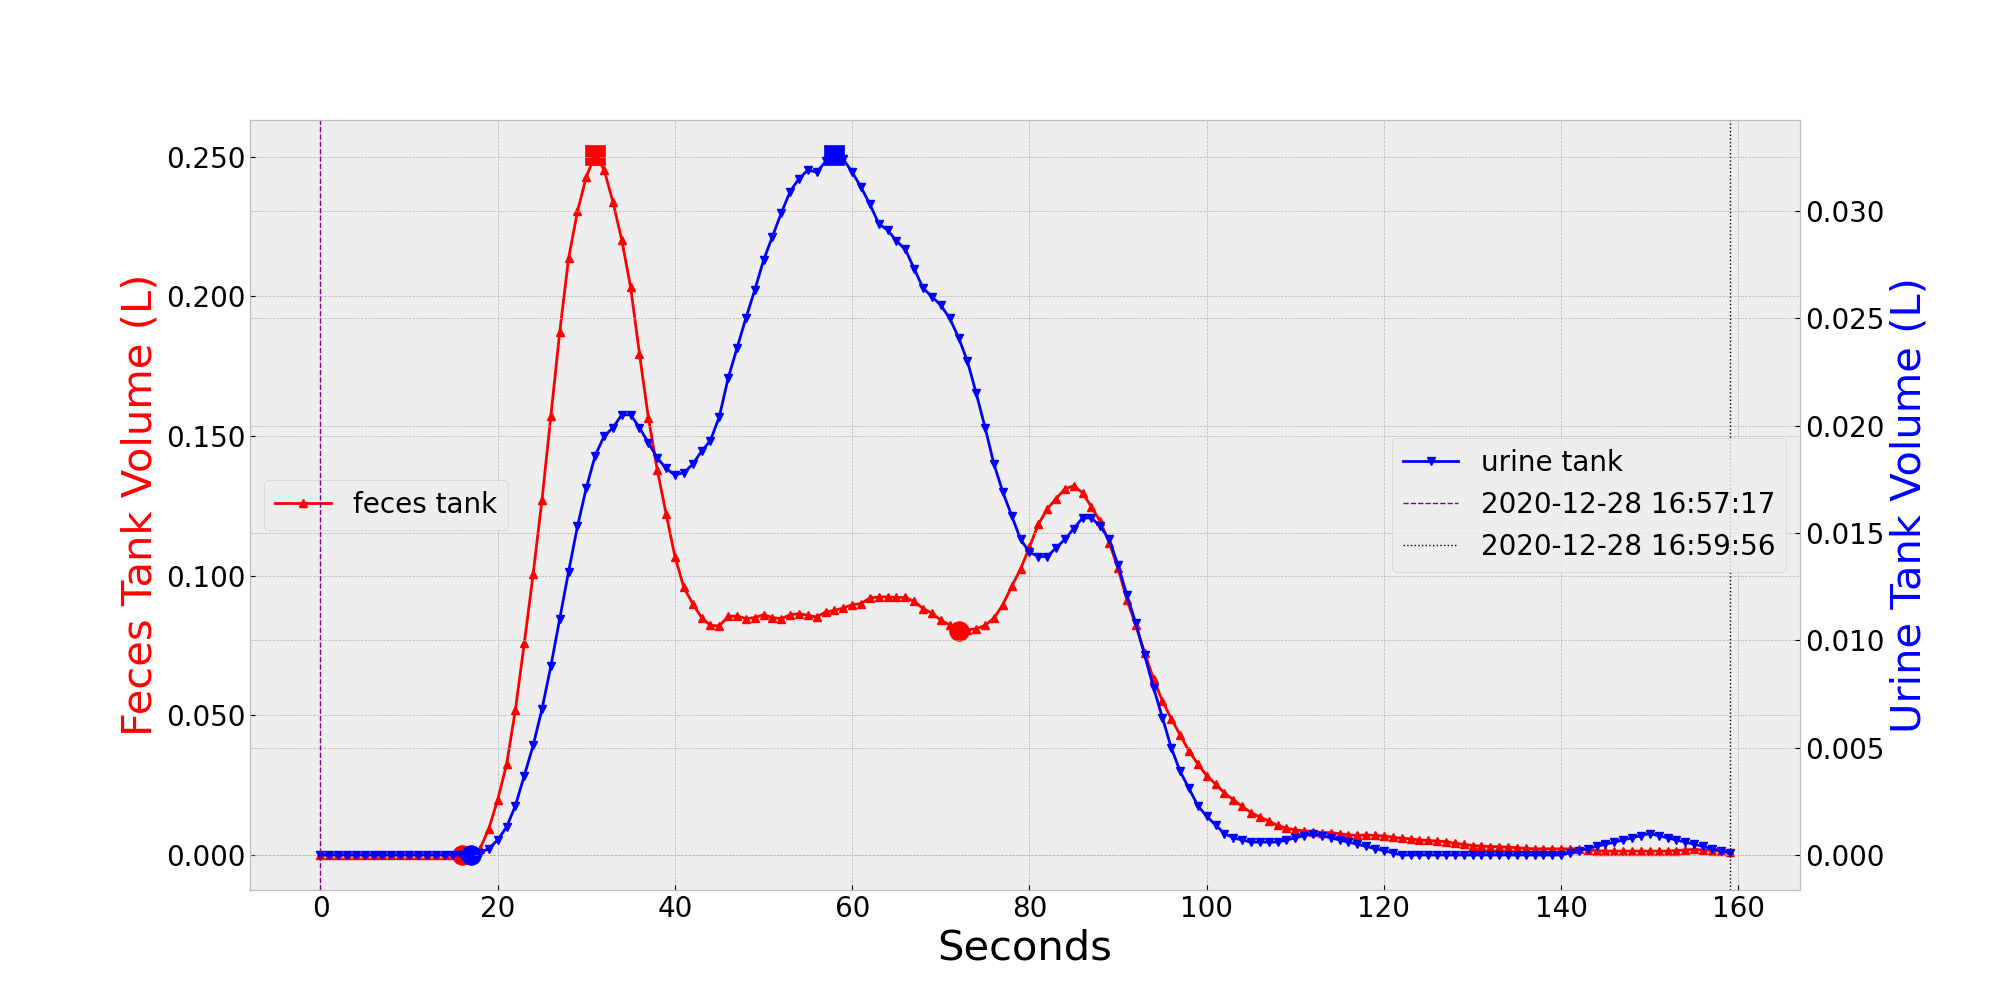 Feces Tank Volume (L)
0.250
0.200
0.150
0.100
0.050
0.000
feces tank
urine tank
2020-12-28 16:57:17
2020-12-28 16:59:56
0.030
0.025
0.020
0.015
0.010
0.005
0.000
Urine Tank Volume (L)
0 20 40 60 80 100 120 140 160
Seconds